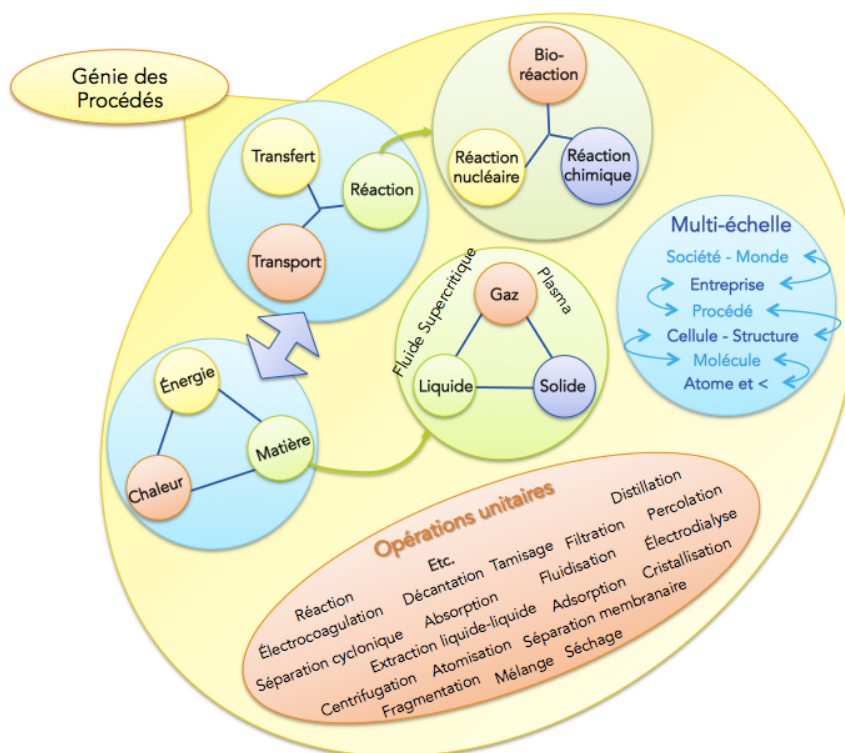 Génie des
Procédés
Bio-
réaction
Réaction
nucléaire
Réaction
chimique
Transfert
Réaction
Transport
Fluide Supercritique
Plasma
Gaz
Liquide
Solide
Multi-échelle
Société - Monde
Entreprise
Procédé
Cellule - Structure
Molécule
Atome et <
Énergie
Matière
Chaleur
Opérations unitaires
Distillation
Etc.
Tamisage
Filtration
Percolation
Réaction
Décantation
Fluidisation
Électrodialyse
Électrocoagulation
Absorption
Adsorption
Cristallisation
Séparation cyclonique
Extraction liquide-liquide
Séparation membranaire
Centrifugation
Atomisation
Fragmentation
Mélange
Séchage